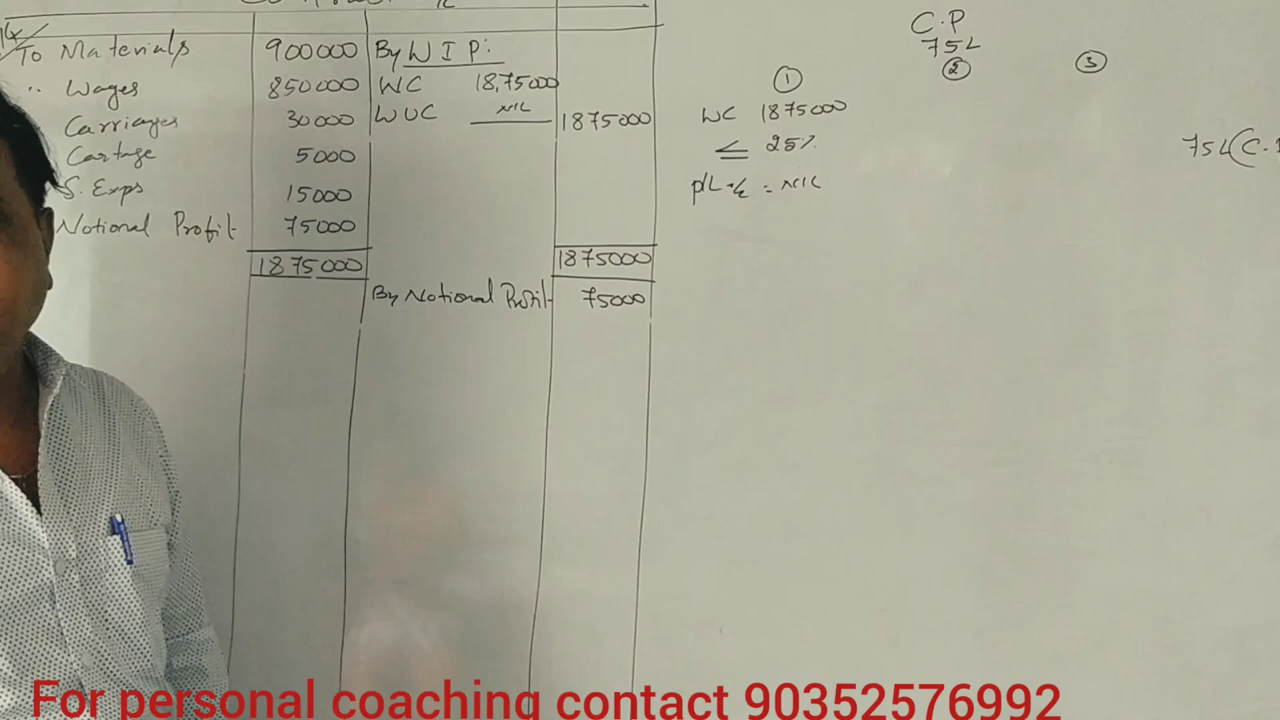 To Materials 900000 By W I P:
" Wages 850000 WC 18,75000
Carriages 30000 WUC NIL 1875000
Cartage 5000
S. Exps 15000
Notional Profit 75000
1875000 1875000
By Notional Profit 75000
C.P
75L
1 2 3
WC 1875000
≤ 25%
P/L a/c = NIL
75L(C.
For personal coaching contact 90352576992